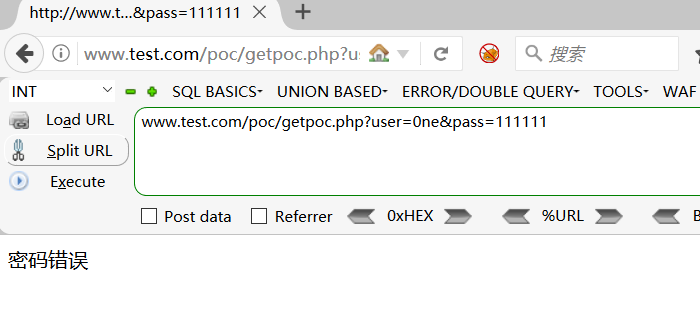 http://www.t...&pass=111111
www.test.com/poc/getpoc.php?u
搜索
INT
SQL BASICS
UNION BASED
ERROR/DOUBLE QUERY
TOOLS
WAF
Load URL
www.test.com/poc/getpoc.php?user=0ne&pass=111111
Split URL
Execute
Post data
Referrer
0xHEX
%URL
B
密码错误